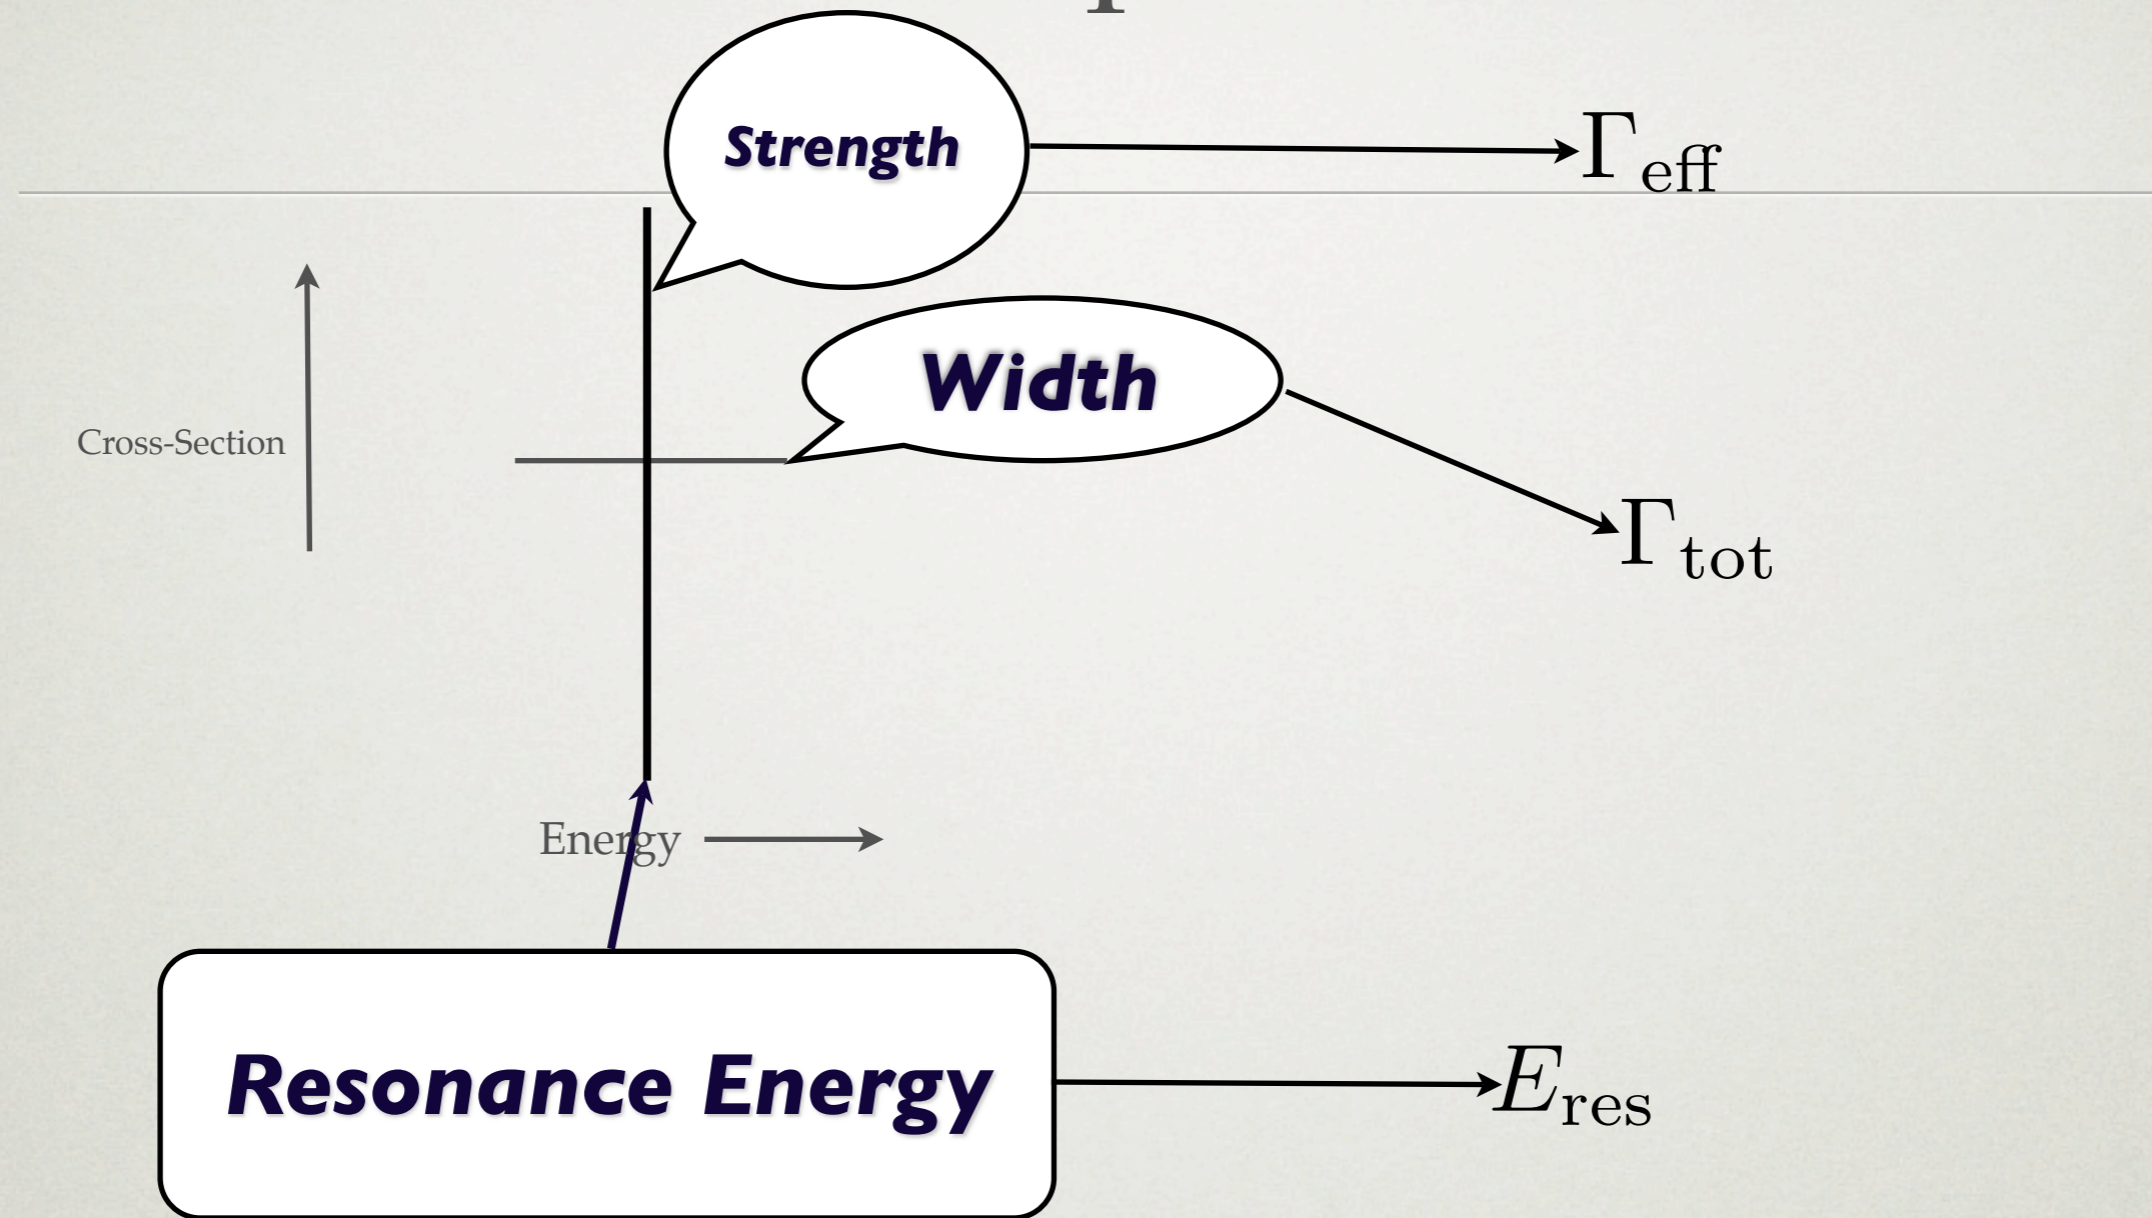 Strength
Γeff
Width
Cross-Section
Γtot
Energy
Resonance Energy
Eres